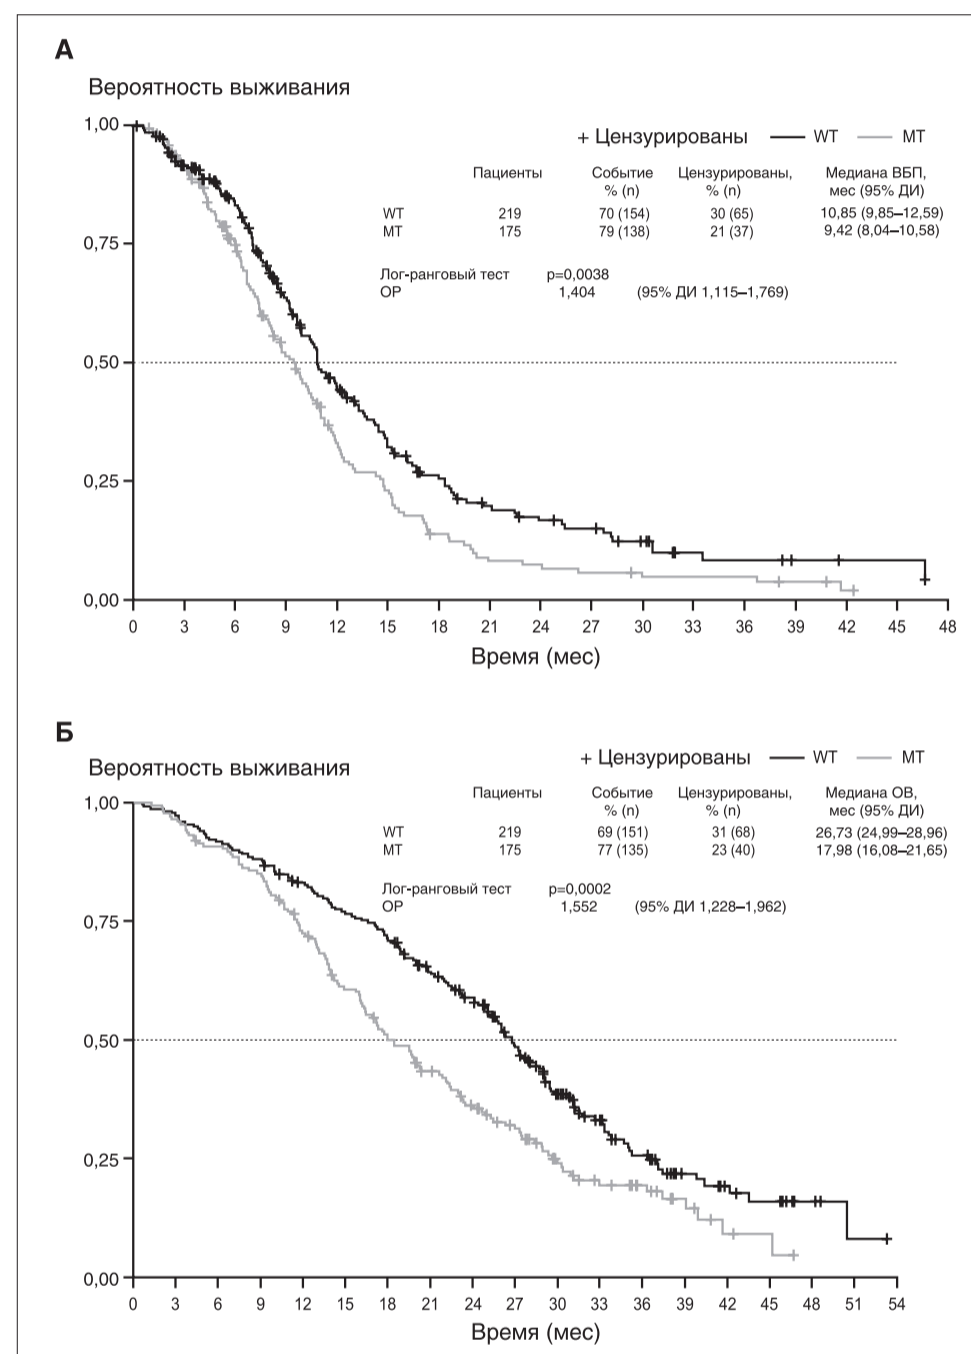 А
Вероятность выживания
+ Цензурированы — WT — MT
Пациенты Событие Цензурированы, Медиана ВБП,
% (n) % (n) мес (95% ДИ)
WT 219 70 (154) 30 (65) 10,85 (9,85–12,59)
MT 175 79 (138) 21 (37) 9,42 (8,04–10,58)
Лог-ранговый тест p=0,0038
ОР 1,404 (95% ДИ 1,115–1,769)
1,00
0,75
0,50
0,25
0,00
0 3 6 9 12 15 18 21 24 27 30 33 36 39 42 45 48
Время (мес)
Б
Вероятность выживания
+ Цензурированы — WT — MT
Пациенты Событие Цензурированы, Медиана ОВ,
% (n) % (n) мес (95% ДИ)
WT 219 69 (151) 31 (68) 26,73 (24,99–28,96)
MT 175 77 (135) 23 (40) 17,98 (16,08–21,65)
Лог-ранговый тест p=0,0002
ОР 1,552 (95% ДИ 1,228–1,962)
1,00
0,75
0,50
0,25
0,00
0 3 6 9 12 15 18 21 24 27 30 33 36 39 42 45 48 51 54
Время (мес)